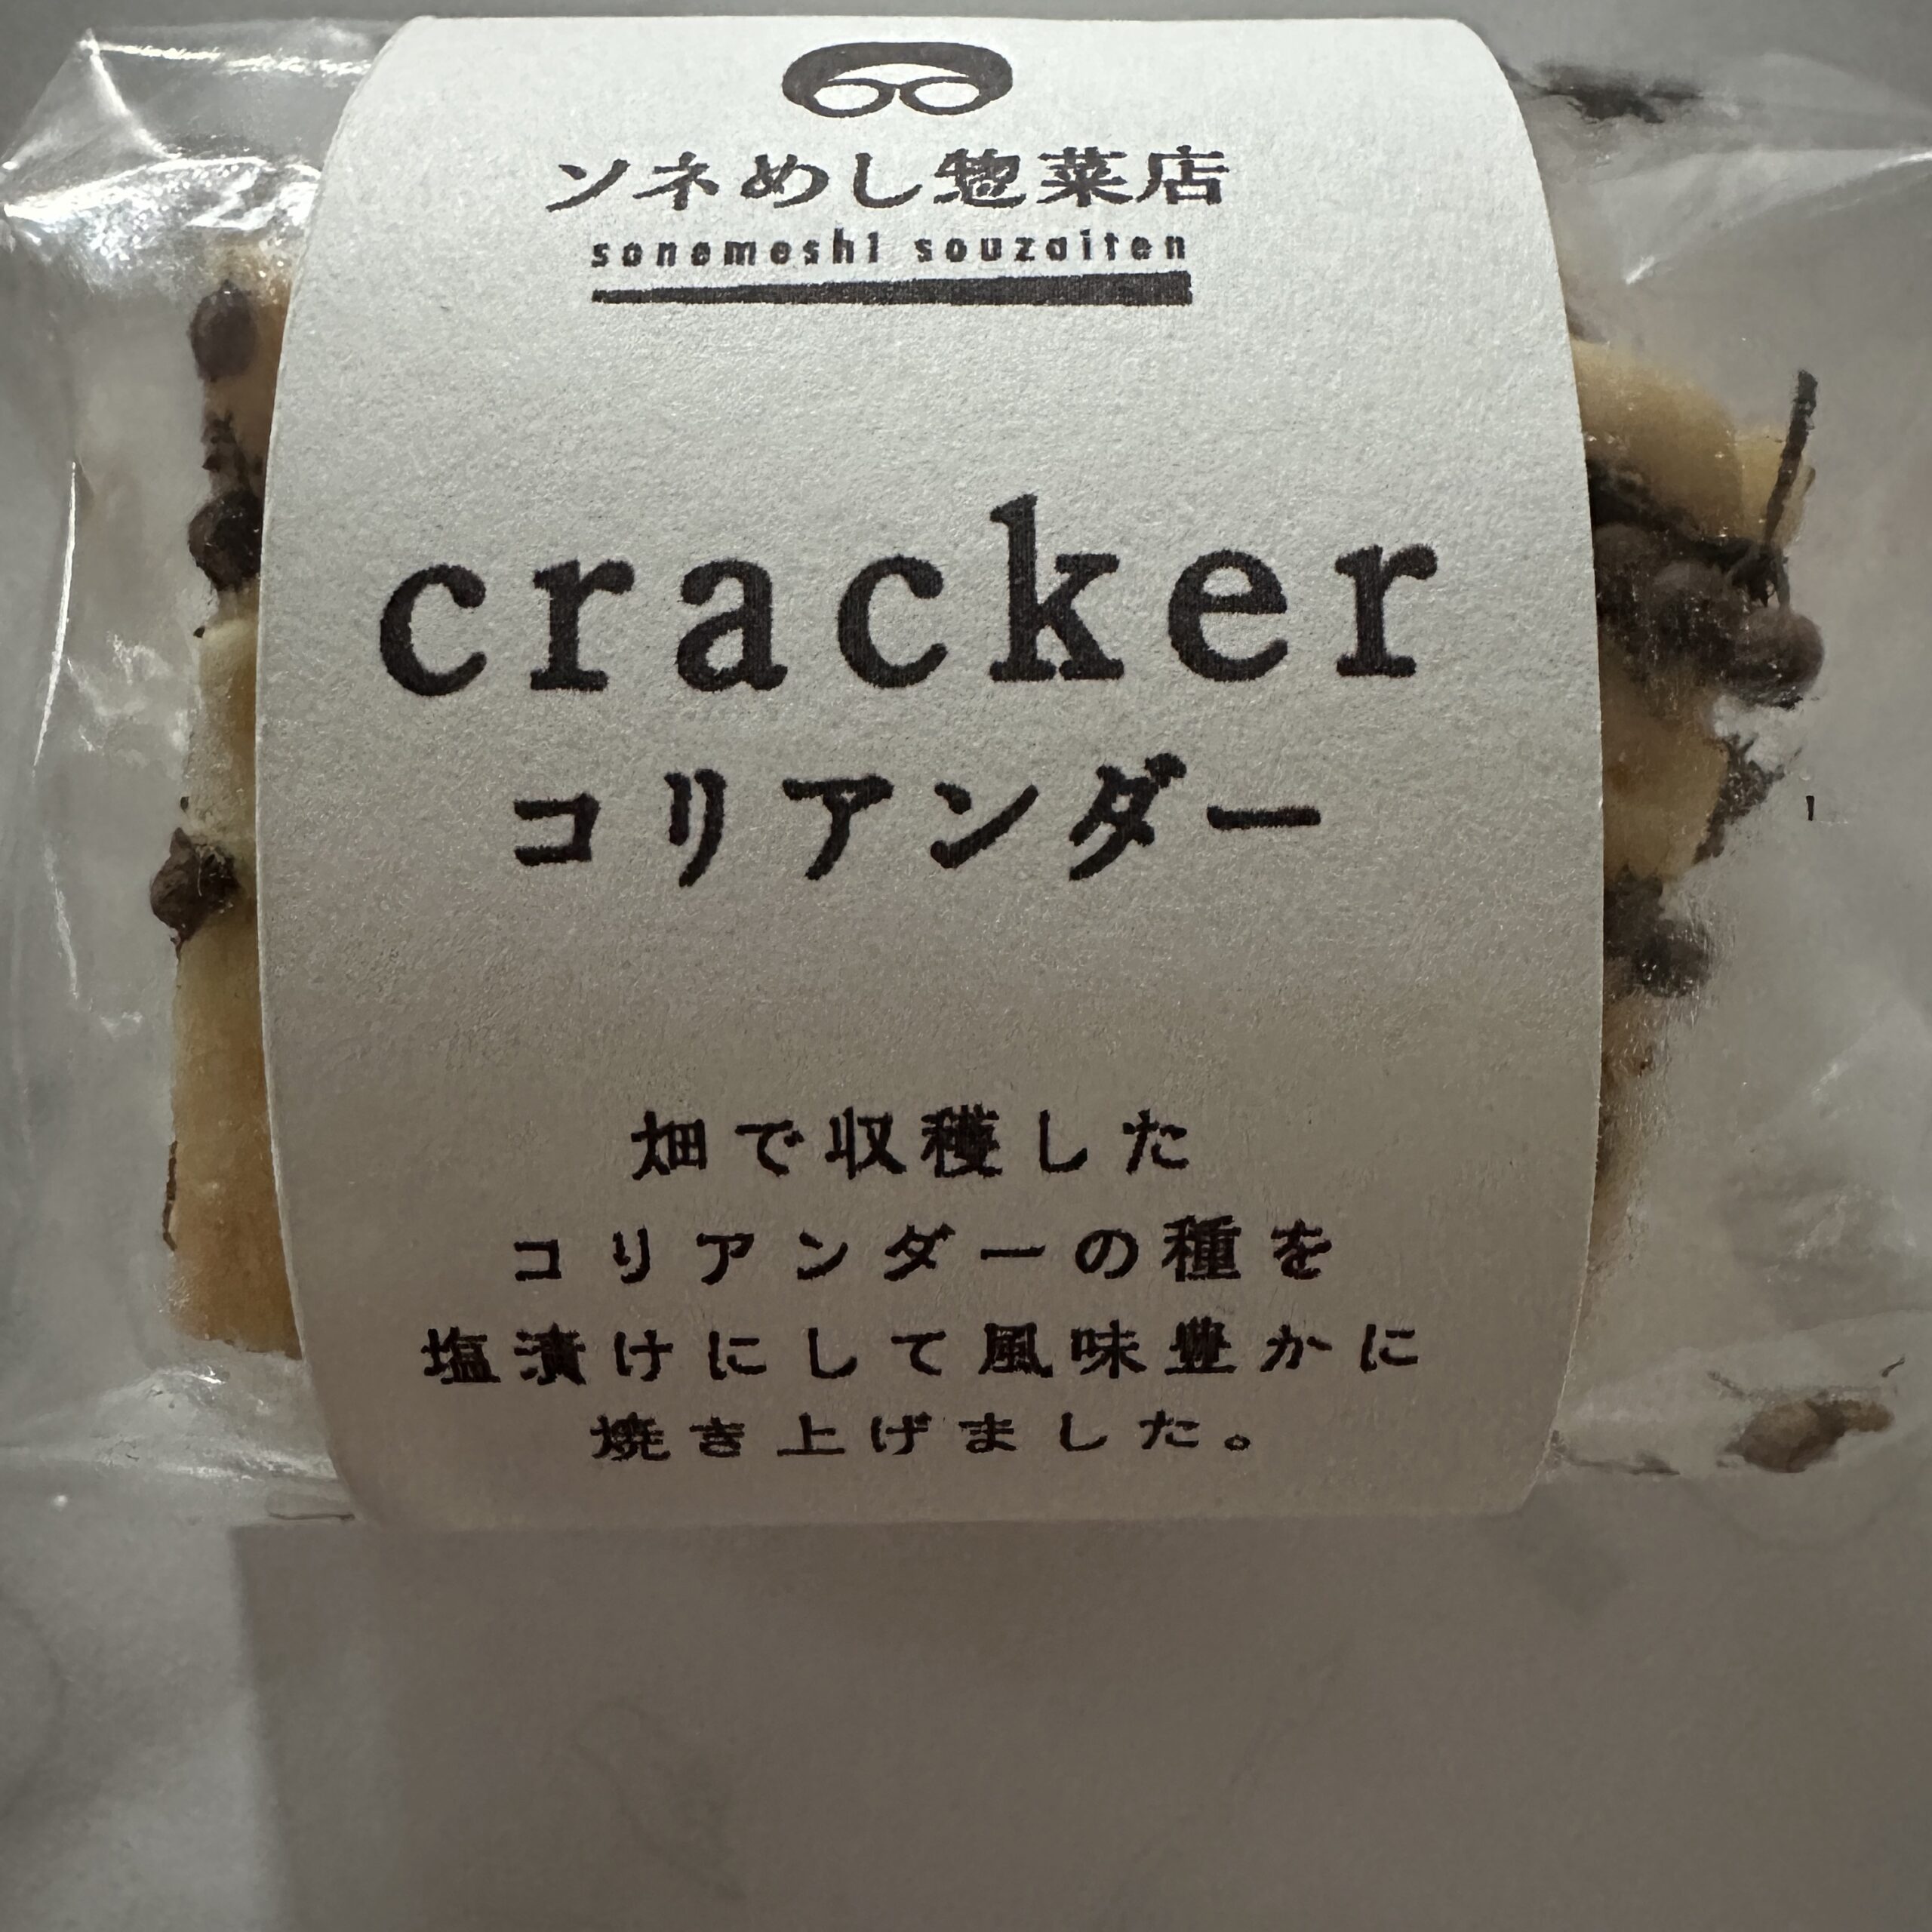 ソネめし惣菜店
sonemeshi souzaiten
cracker
コリアンダー
畑で収穫した
コリアンダーの種を
塩漬けにして風味豊かに
焼き上げました。